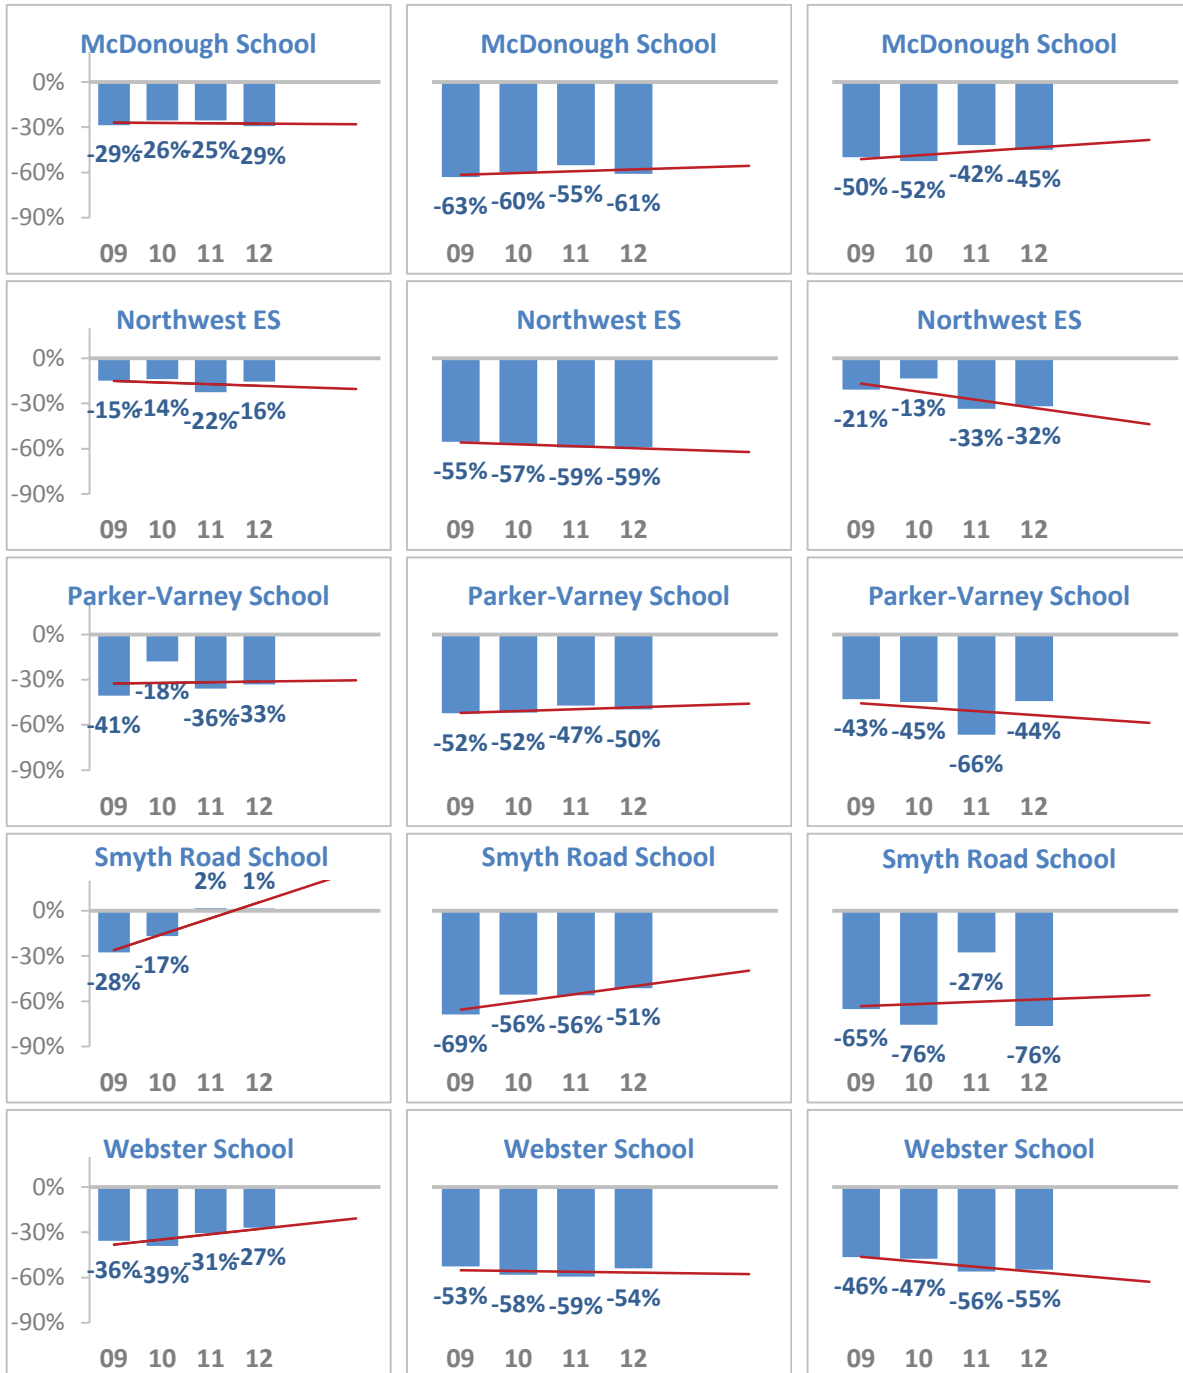 McDonough School
0%
-30%
-60%
-90%
-29% -26% -25% -29%
09 10 11 12
McDonough School
-63% -60% -55% -61%
09 10 11 12
McDonough School
-50% -52% -42% -45%
09 10 11 12
Northwest ES
0%
-30%
-60%
-90%
-15% -14% -22% -16%
09 10 11 12
Northwest ES
-55% -57% -59% -59%
09 10 11 12
Northwest ES
-21% -13% -33% -32%
09 10 11 12
Parker-Varney School
0%
-30%
-60%
-90%
-41% -18% -36% -33%
09 10 11 12
Parker-Varney School
-52% -52% -47% -50%
09 10 11 12
Parker-Varney School
-43% -45% -66% -44%
09 10 11 12
Smyth Road School
0%
-30%
-60%
-90%
-28% -17% 2% 1%
09 10 11 12
Smyth Road School
-69% -56% -56% -51%
09 10 11 12
Smyth Road School
-65% -76% -27% -76%
09 10 11 12
Webster School
0%
-30%
-60%
-90%
-36% -39% -31% -27%
09 10 11 12
Webster School
-53% -58% -59% -54%
09 10 11 12
Webster School
-46% -47% -56% -55%
09 10 11 12